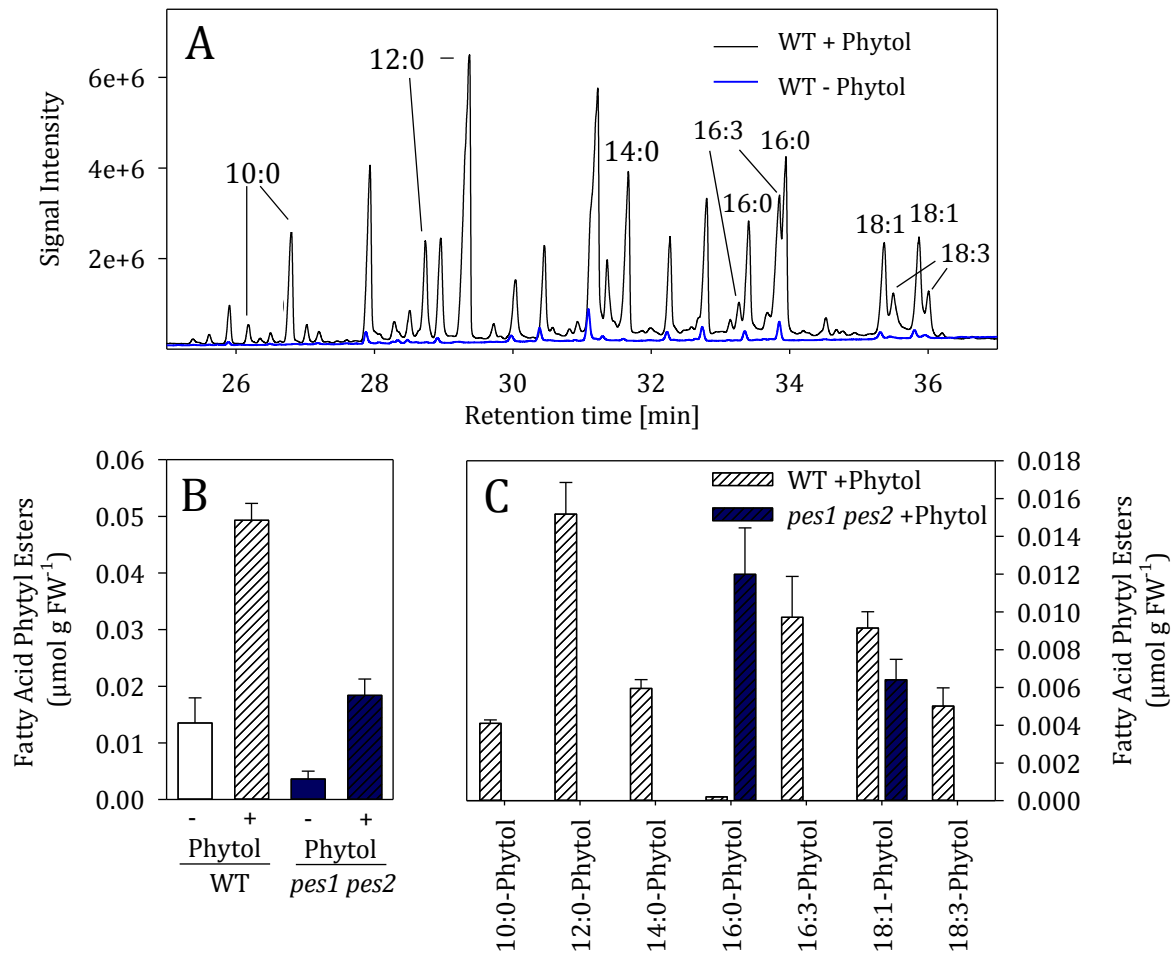 A
WT + Phytol
WT - Phytol
12:0 –
10:0
14:0
16:3
16:0
16:0
18:1
18:1
18:3
6e+6
4e+6
2e+6
Signal Intensity
26 28 30 32 34 36
Retention time [min]
B
0.06
0.05
0.04
0.03
0.02
0.01
0.00
Fatty Acid Phytyl Esters
(µmol g FW⁻¹)
- + - +
Phytol Phytol
WT pes1 pes2
C
WT +Phytol
pes1 pes2 +Phytol
0.018
0.016
0.014
0.012
0.010
0.008
0.006
0.004
0.002
0.000
Fatty Acid Phytyl Esters
(µmol g FW⁻¹)
10:0-Phytol
12:0-Phytol
14:0-Phytol
16:0-Phytol
16:3-Phytol
18:1-Phytol
18:3-Phytol